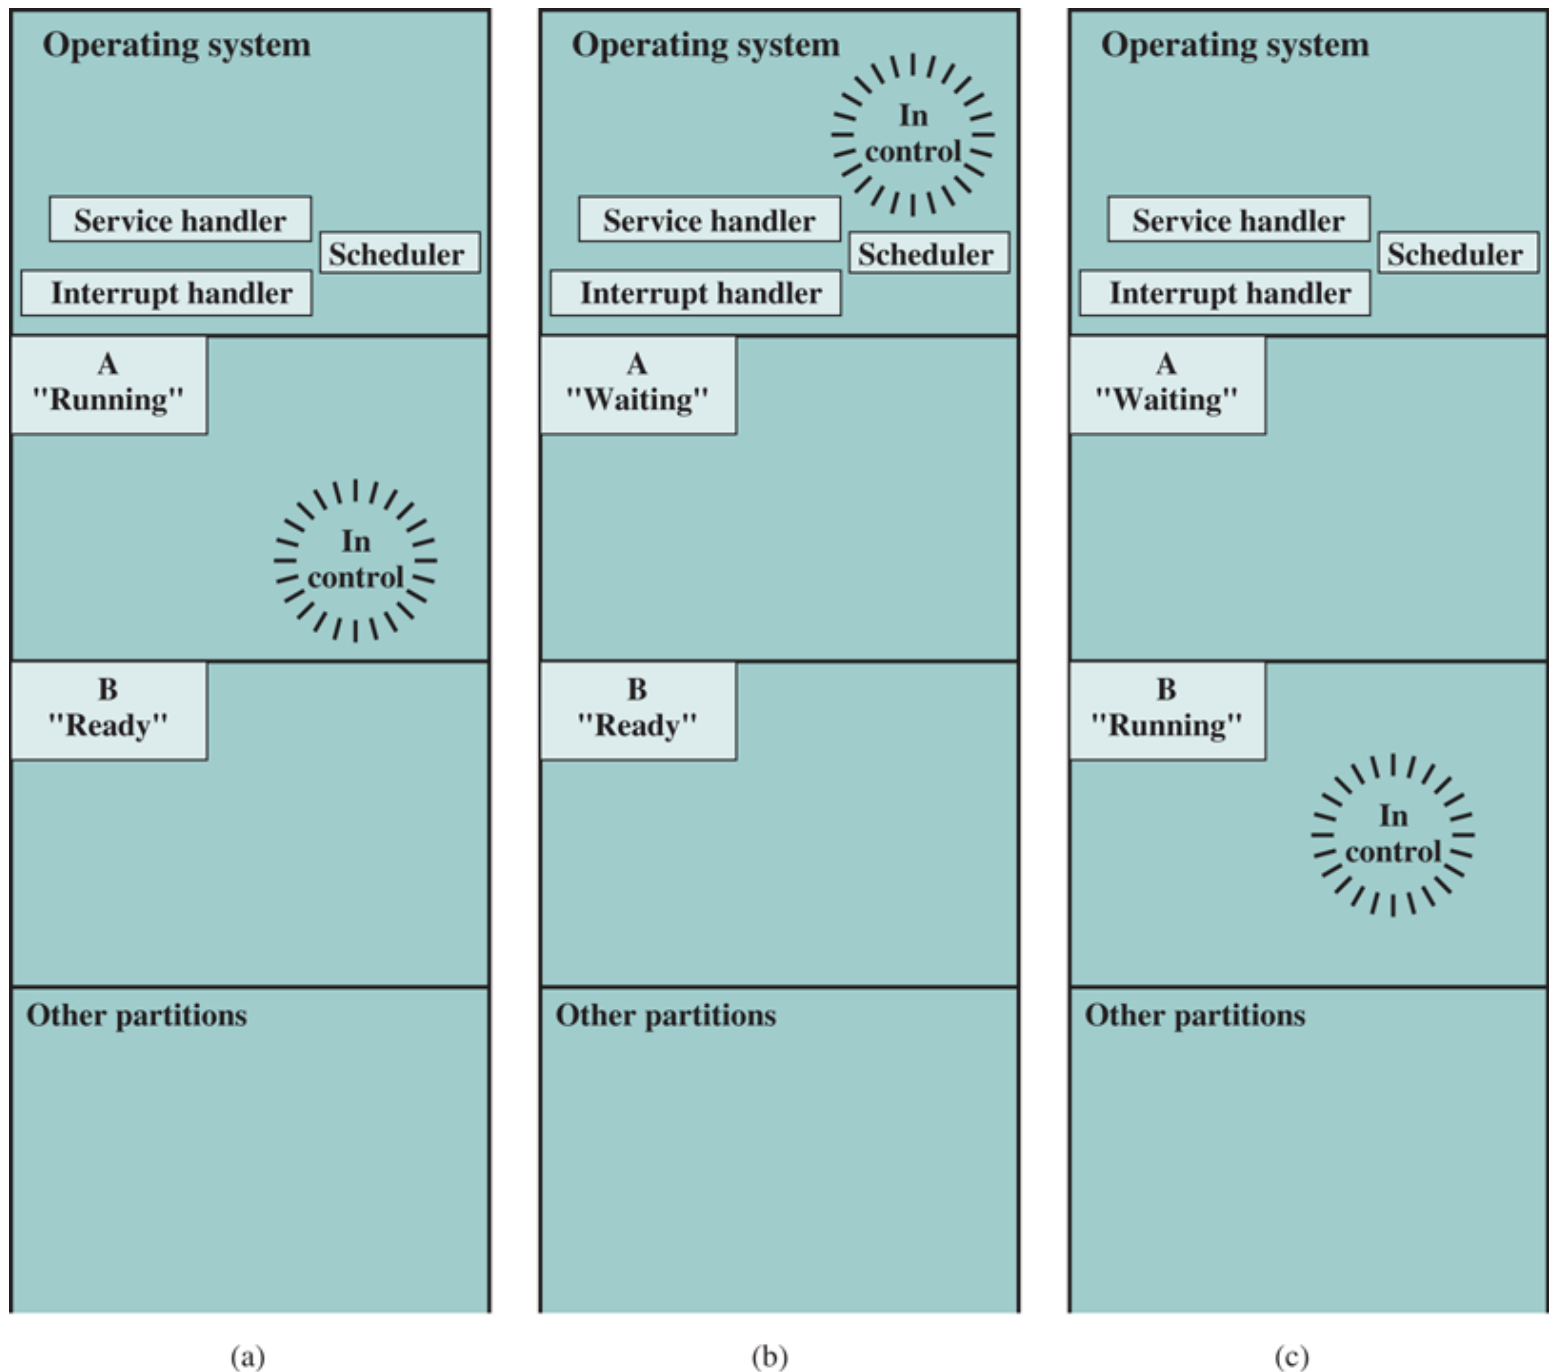 Operating system
Service handler
Scheduler
Interrupt handler
A
"Running"
In
control
B
"Ready"
Other partitions
(a)
Operating system
In
control
Service handler
Scheduler
Interrupt handler
A
"Waiting"
B
"Ready"
Other partitions
(b)
Operating system
Service handler
Scheduler
Interrupt handler
A
"Waiting"
B
"Running"
In
control
Other partitions
(c)